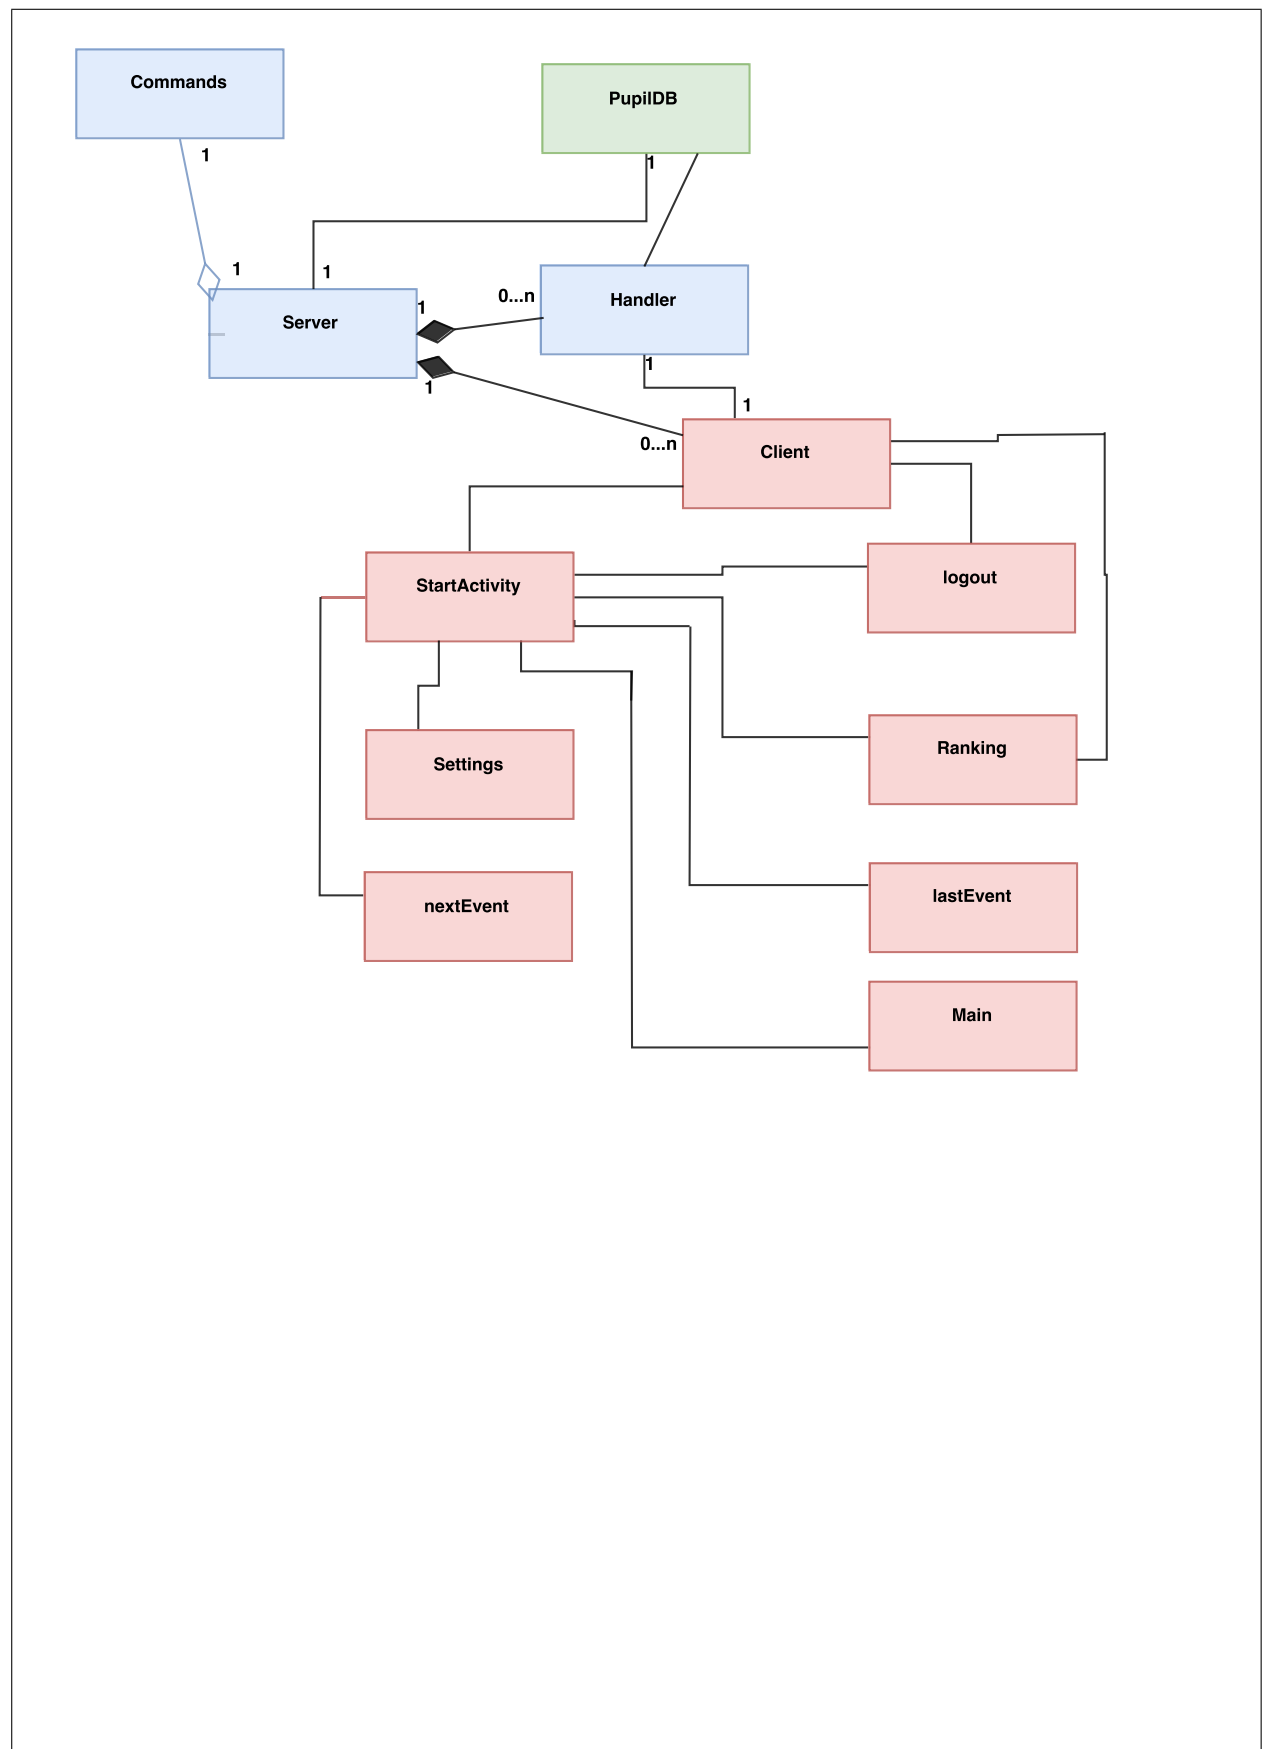 Commands
PupilDB
1
1
1
1
0...n
Handler
1
Server
1
1
1
1
0...n
Client
StartActivity
logout
Settings
Ranking
nextEvent
lastEvent
Main